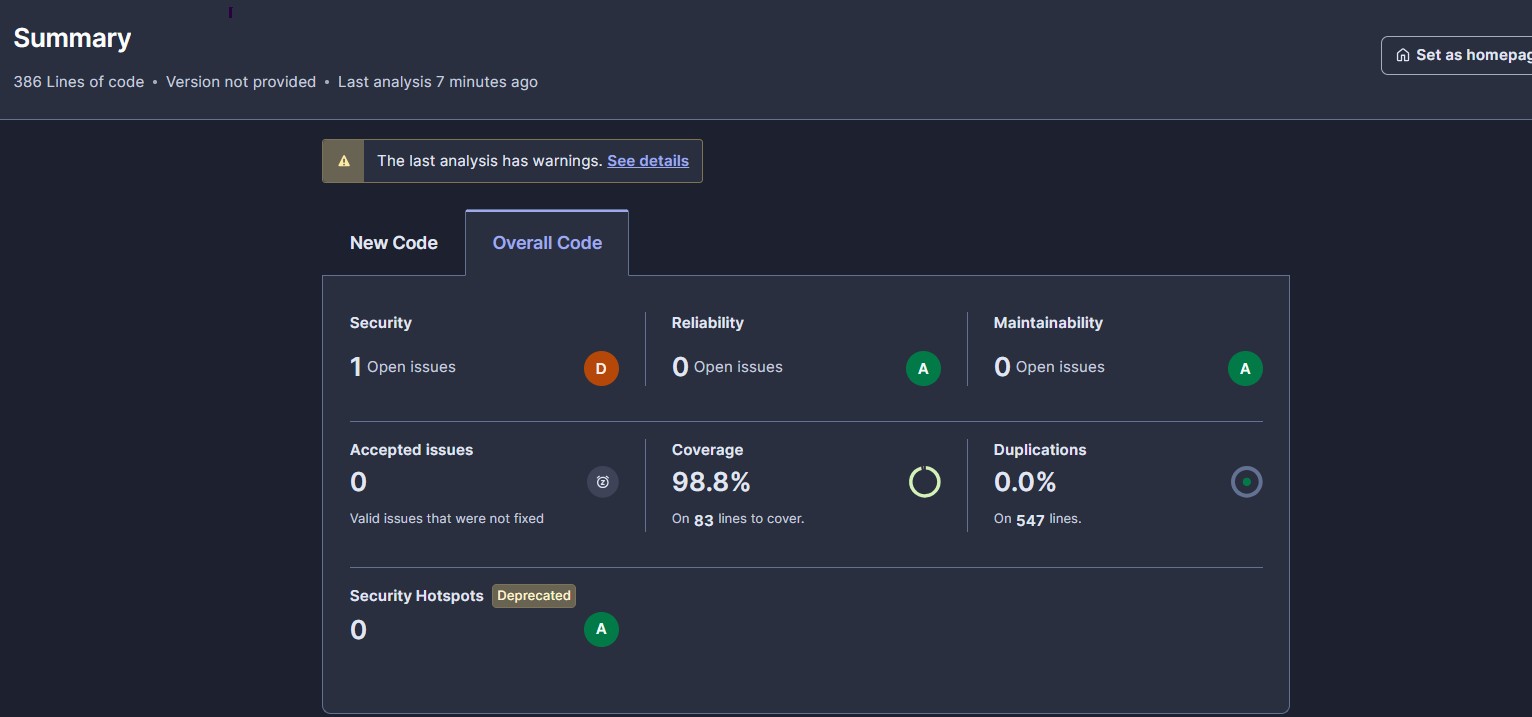 Summary
386 Lines of code • Version not provided • Last analysis 7 minutes ago
Set as homepag
The last analysis has warnings. See details
New Code
Overall Code
Security
1 Open issues
D
Reliability
0 Open issues
A
Maintainability
0 Open issues
A
Accepted issues
0
Valid issues that were not fixed
Coverage
98.8%
On 83 lines to cover.
Duplications
0.0%
On 547 lines.
Security Hotspots Deprecated
0
A